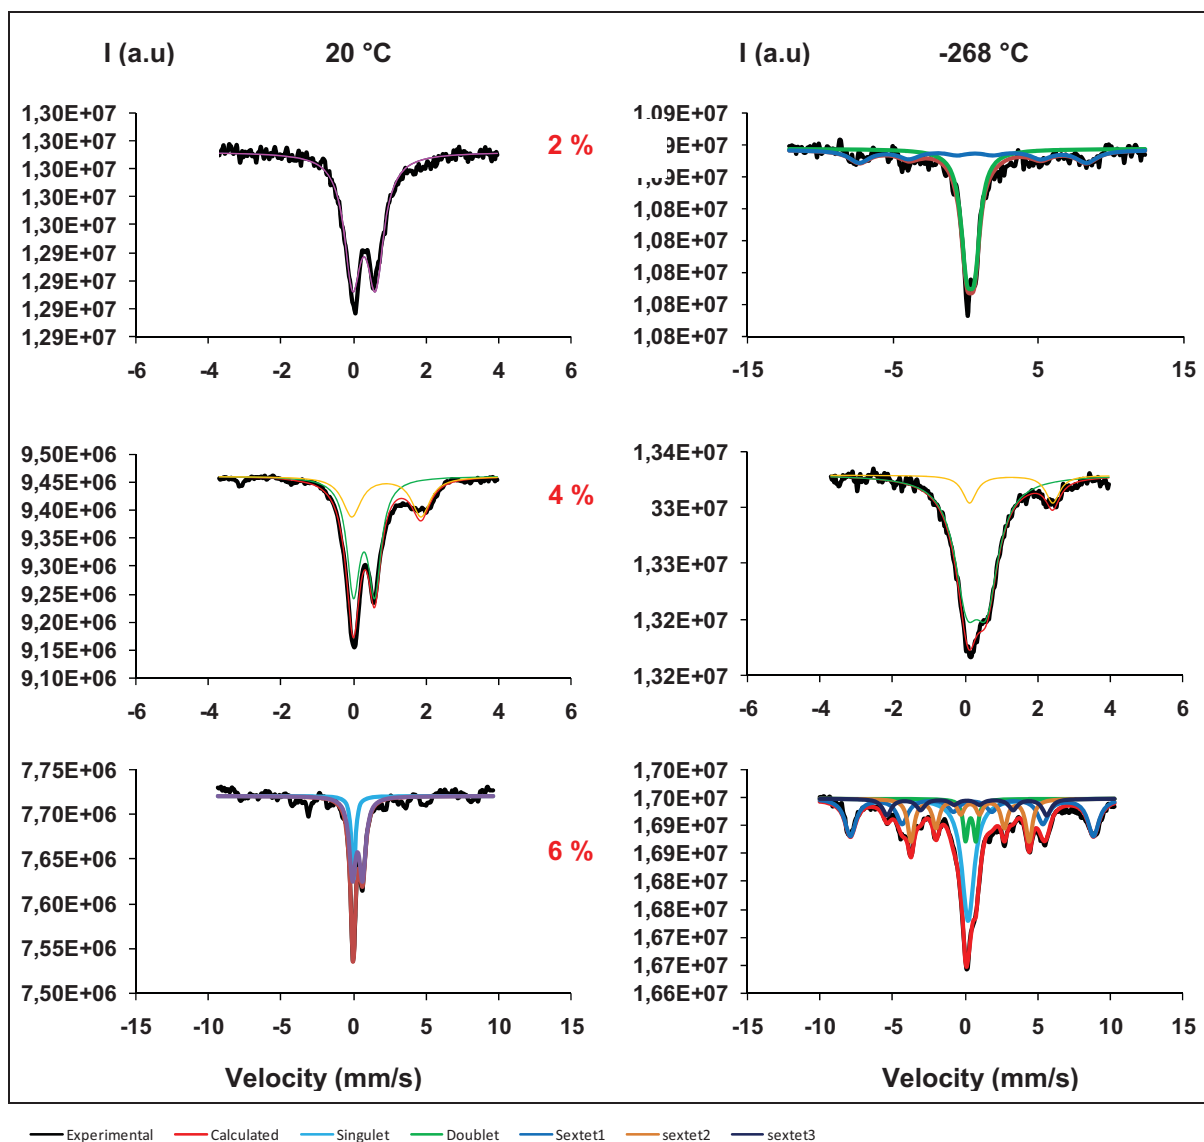 I (a.u) 20 °C I (a.u) -268 °C
2 %
1,30E+07
1,30E+07
1,30E+07
1,30E+07
1,30E+07
1,29E+07
1,29E+07
1,29E+07
1,29E+07
-6 -4 -2 0 2 4 6
1,09E+07
1,09E+07
1,08E+07
1,08E+07
1,08E+07
1,08E+07
-15 -5 5 15
4 %
9,50E+06
9,45E+06
9,40E+06
9,35E+06
9,30E+06
9,25E+06
9,20E+06
9,15E+06
9,10E+06
-6 -4 -2 0 2 4 6
1,34E+07
33E+07
1,33E+07
1,32E+07
1,32E+07
-6 -4 -2 0 2 4 6
6 %
7,75E+06
7,70E+06
7,65E+06
7,60E+06
7,55E+06
7,50E+06
-15 -10 -5 0 5 10 15
1,70E+07
1,70E+07
1,69E+07
1,69E+07
1,68E+07
1,68E+07
1,67E+07
1,67E+07
1,66E+07
-15 -10 -5 0 5 10 15
Velocity (mm/s) Velocity (mm/s)
Experimental Calculated Singulet Doublet Sextet1 sextet2 sextet3